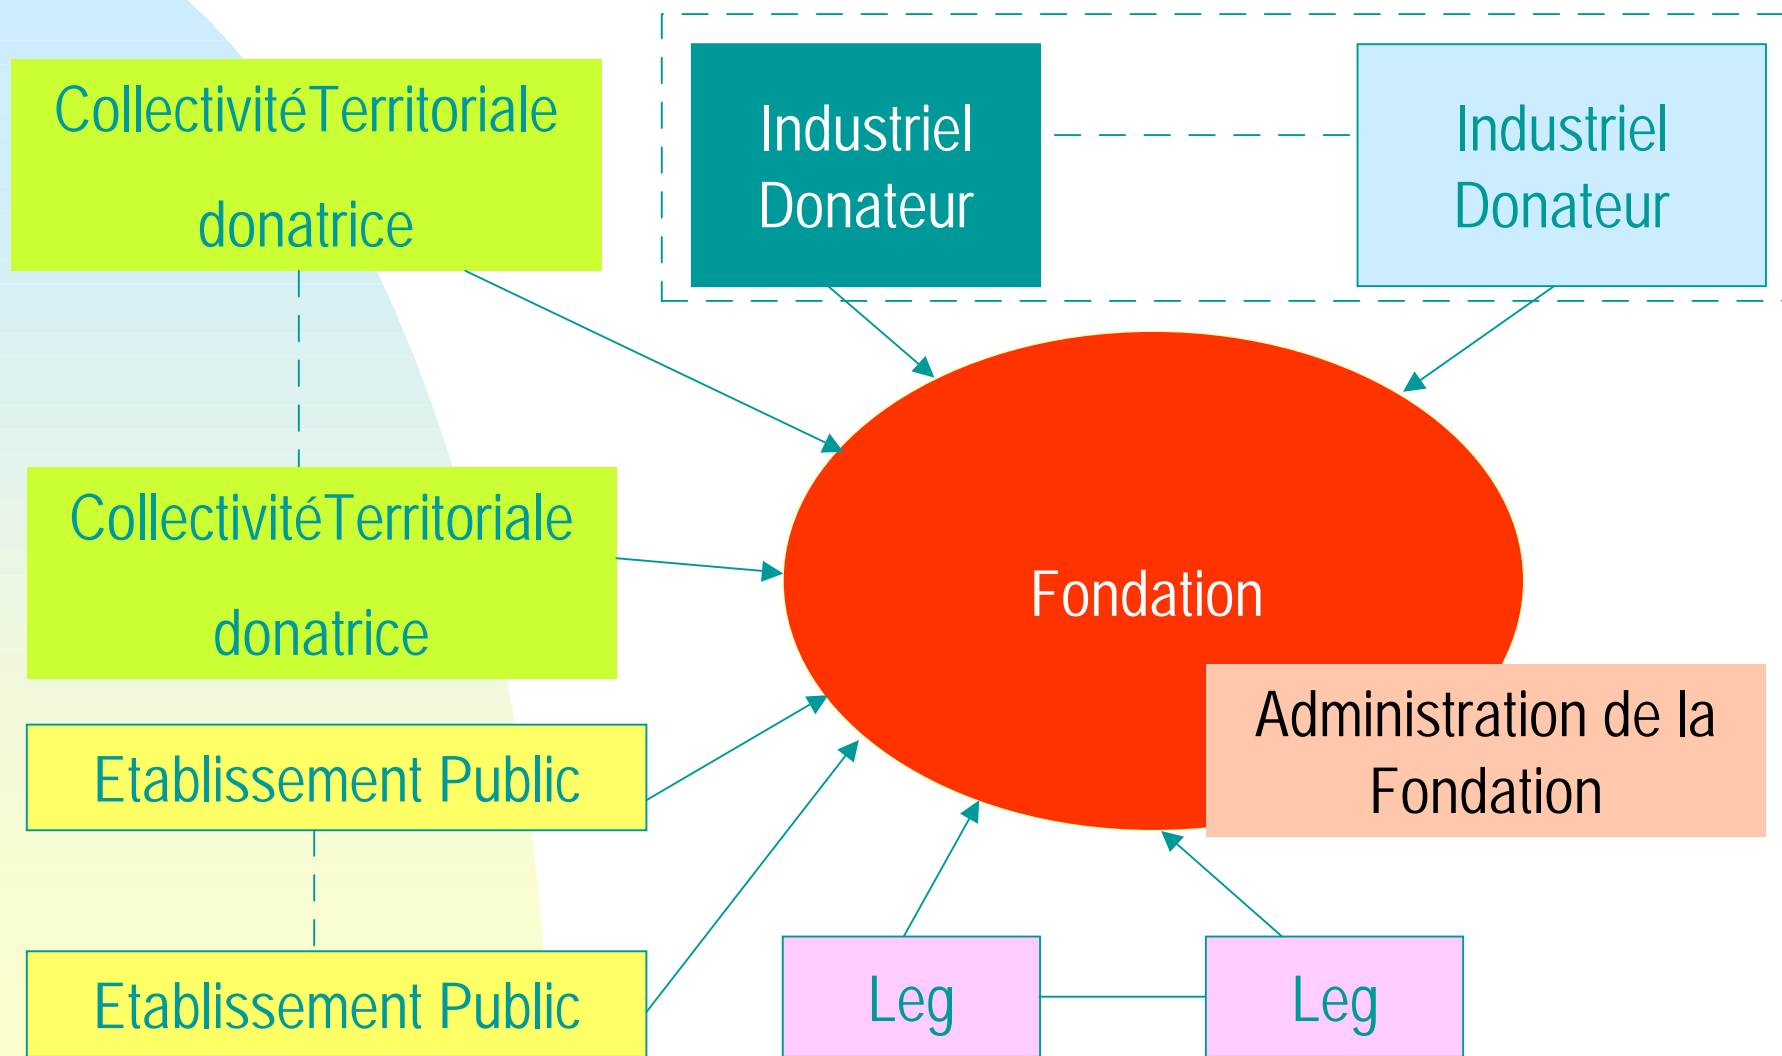 CollectivitéTerritoriale
donatrice
Industriel
Donateur
Industriel
Donateur
CollectivitéTerritoriale
donatrice
Fondation
Administration de la
Fondation
Etablissement Public
Etablissement Public
Leg
Leg